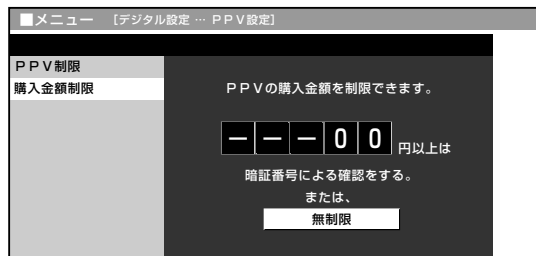 ■メニュー [デジタル設定 … PPV設定]
PPV制限
購入金額制限
PPVの購入金額を制限できます。
ーーー00円以上は
暗証番号による確認をする。
または、
無制限